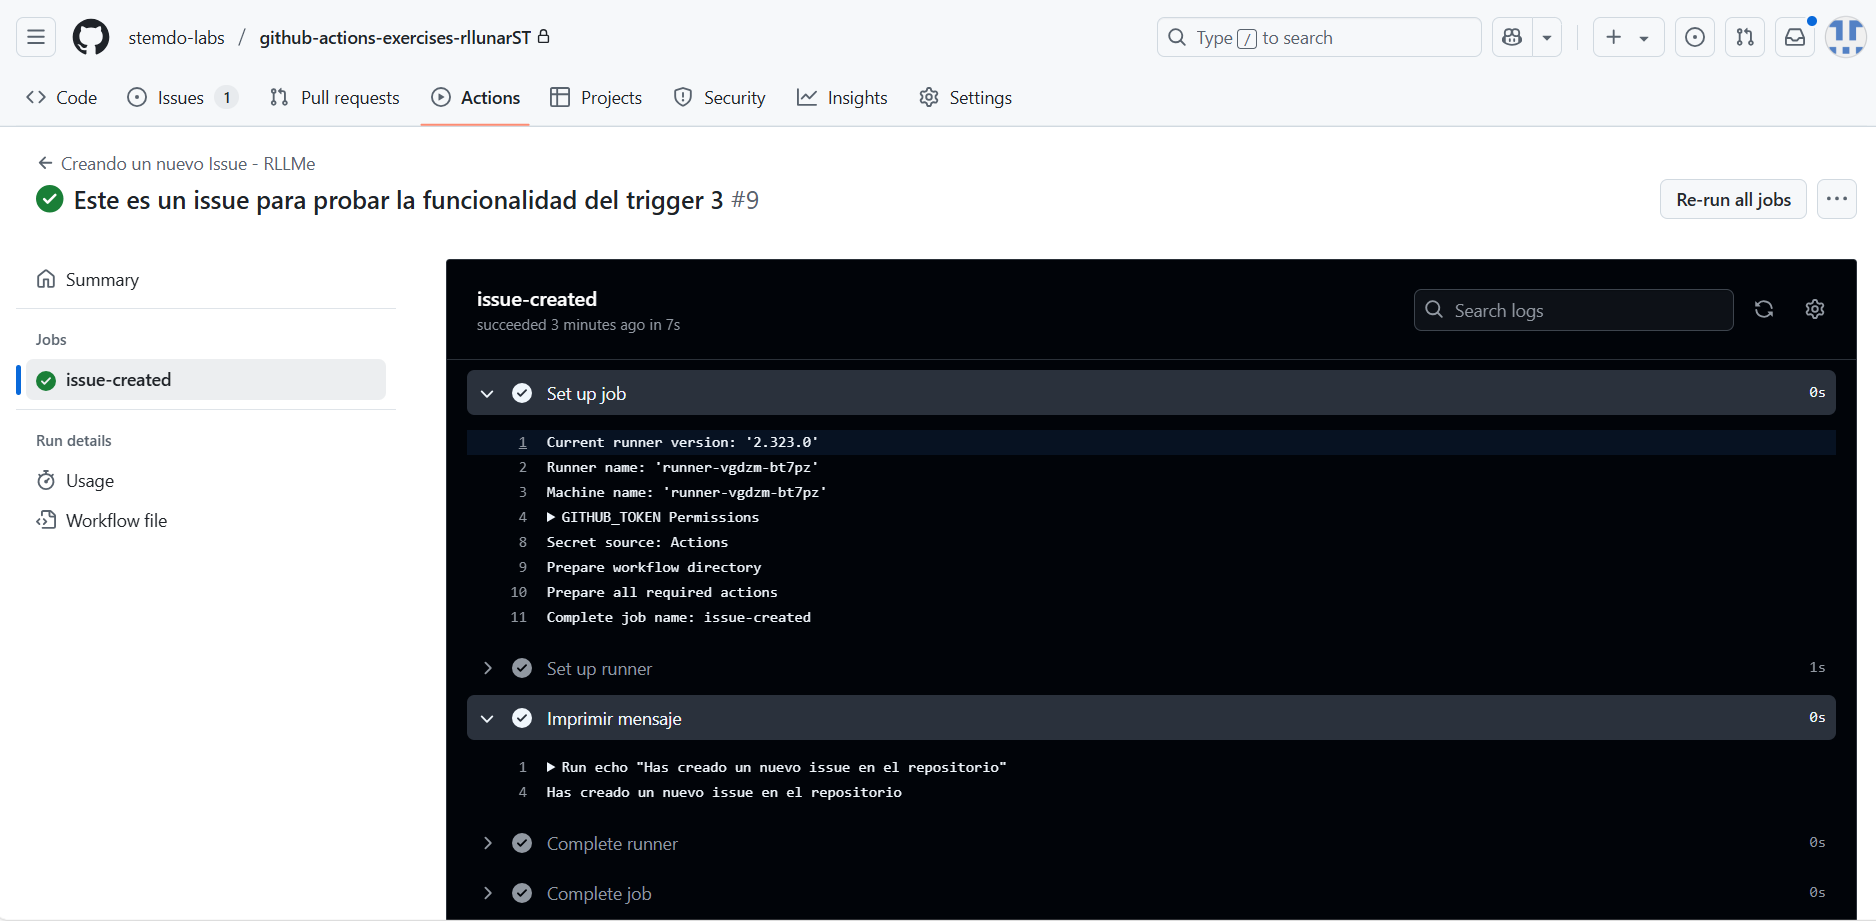 stemdo-labs / github-actions-exercises-rllunarST
Type / to search
Code Issues 1 Pull requests Actions Projects Security Insights Settings
Creando un nuevo Issue - RLLMe
Este es un issue para probar la funcionalidad del trigger 3 #9
Re-run all jobs
Summary
Jobs
issue-created
Run details
Usage
Workflow file
issue-created
succeeded 3 minutes ago in 7s
Search logs
Set up job 0s
1 Current runner version: '2.323.0'
2 Runner name: 'runner-vgdzm-bt7pz'
3 Machine name: 'runner-vgdzm-bt7pz'
4 GITHUB_TOKEN Permissions
8 Secret source: Actions
9 Prepare workflow directory
10 Prepare all required actions
11 Complete job name: issue-created
Set up runner 1s
Imprimir mensaje 0s
1 Run echo "Has creado un nuevo issue en el repositorio"
4 Has creado un nuevo issue en el repositorio
Complete runner 0s
Complete job 0s